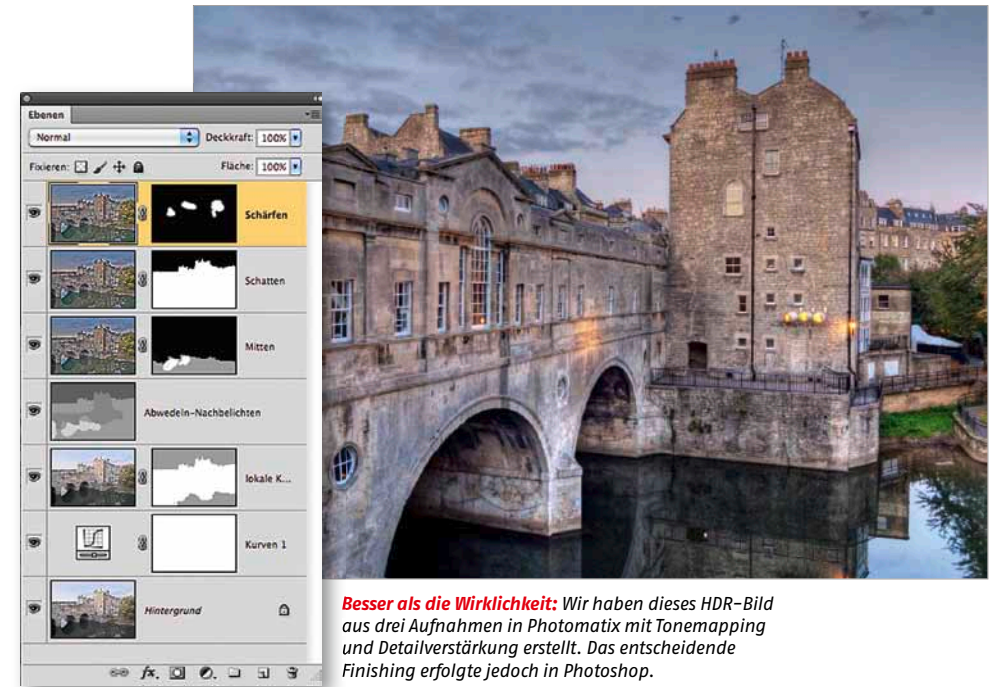 Ebenen
Normal
Deckkraft: 100%
Fixieren:
Fläche: 100%
Schärfen
Schatten
Mitten
Abwedeln-Nachbelichten
lokale K...
Kurven 1
Hintergrund
fx.
Besser als die Wirklichkeit: Wir haben dieses HDR-Bild
aus drei Aufnahmen in Photomatix mit Tonemapping
und Detailverstärkung erstellt. Das entscheidende
Finishing erfolgte jedoch in Photoshop.